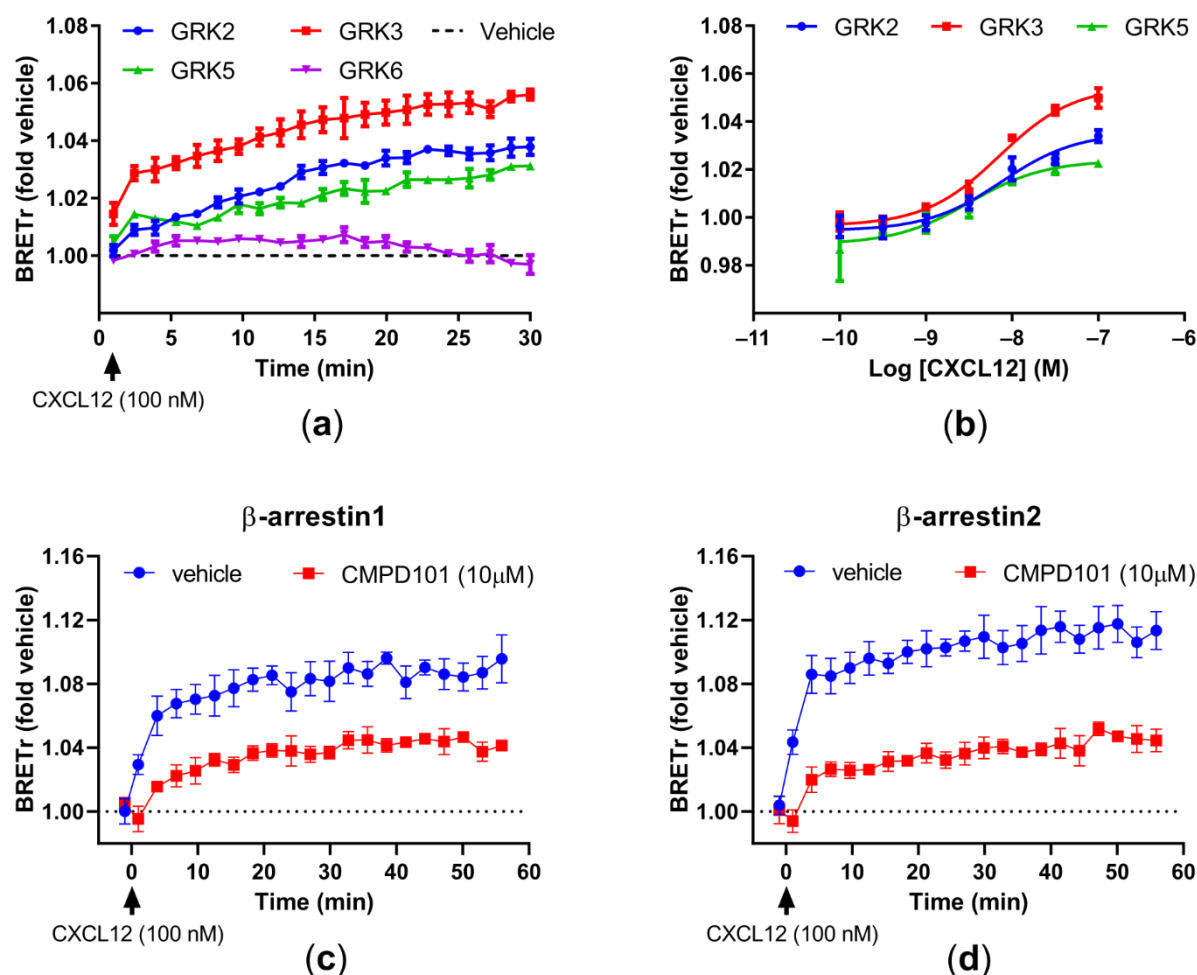 GRK2 GRK3 Vehicle
GRK5 GRK6
BRETr (fold vehicle)
1.08
1.06
1.04
1.02
1.00
0 5 10 15 20 25 30
Time (min)
CXCL12 (100 nM)
(a)
GRK2 GRK3 GRK5
BRETr (fold vehicle)
1.08
1.06
1.04
1.02
1.00
0.98
–11 –10 –9 –8 –7 –6
Log [CXCL12] (M)
(b)
β-arrestin1
vehicle CMPD101 (10μM)
BRETr (fold vehicle)
1.16
1.12
1.08
1.04
1.00
0 10 20 30 40 50 60
Time (min)
CXCL12 (100 nM)
(c)
β-arrestin2
vehicle CMPD101 (10μM)
BRETr (fold vehicle)
1.16
1.12
1.08
1.04
1.00
0 10 20 30 40 50 60
Time (min)
CXCL12 (100 nM)
(d)